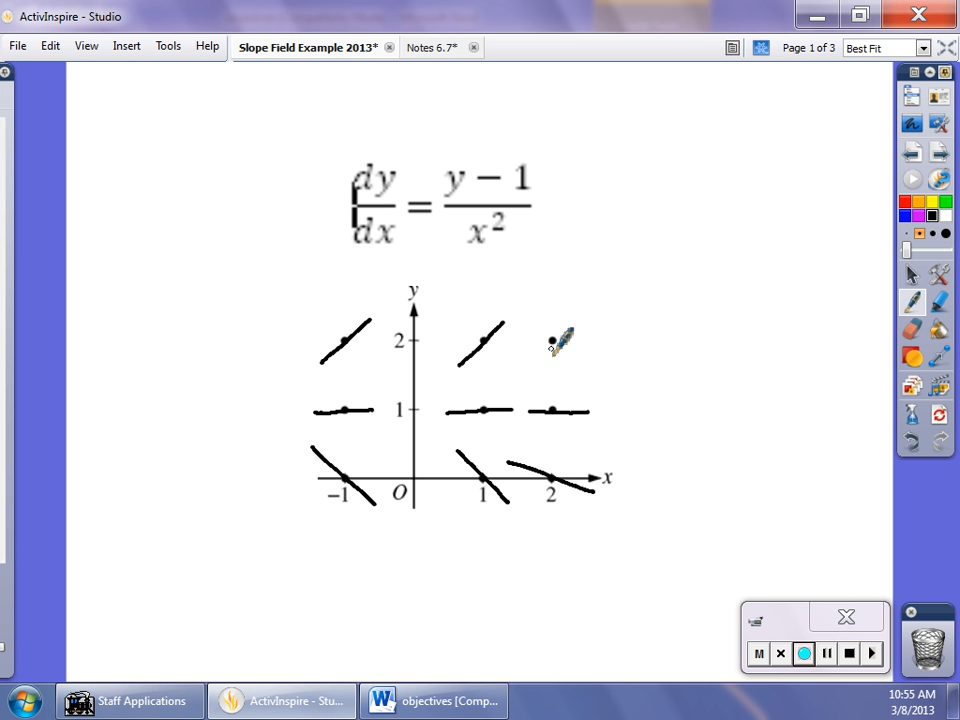 ActivInspire - Studio
File Edit View Insert Tools Help
Slope Field Example 2013* Notes 6.7*
Page 1 of 3 Best Fit
dy/dx = y − 1/x²
y
2
1
−1 O 1 2 x
M
Staff Applications
ActivInspire - Stu...
objectives [Comp...
10:55 AM
3/8/2013